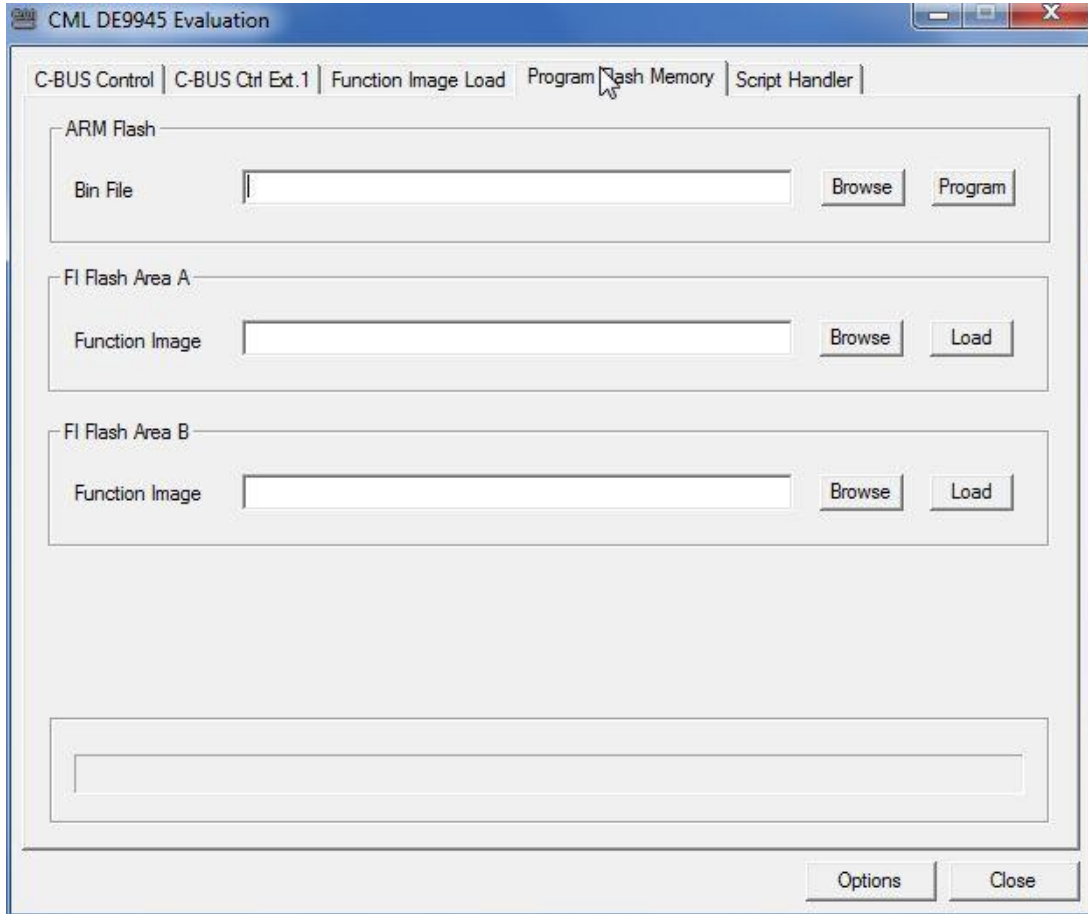 CML DE9945 Evaluation
C-BUS Control C-BUS Ctrl Ext.1 Function Image Load Program Flash Memory Script Handler
ARM Flash
Bin File Browse Program
FI Flash Area A
Function Image Browse Load
FI Flash Area B
Function Image Browse Load
Options Close